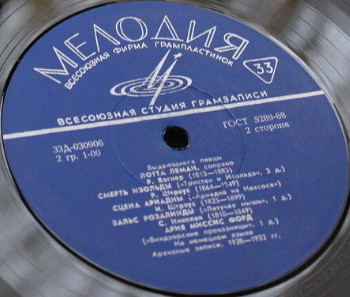 МЕЛОДИЯ
ВСЕСОЮЗНАЯ ФИРМА ГРАМПЛАСТИНОК
33
ВСЕСОЮЗНАЯ СТУДИЯ ГРАМЗАПИСИ
33Д-030906
2 гр. 1-00
ГОСТ 5289-68
2 сторона
Выдающиеся певцы
ЛОТТА ЛЕМАН, сопрано
Р. Вагнер (1813—1883)
СМЕРТЬ ИЗОЛЬДЫ («Тристан и Изольда», 3 д.)
Р. Штраус (1864—1949)
СЦЕНА АРИАДНЫ («Ариадна на Наксосе»)
И. Штраус (1825—1899)
ВАЛЬС РОЗАЛИНДЫ («Летучая мышь», 1 д.)
О. Николаи (1810—1849)
АРИЯ МИССИС ФОРД
(«Виндзорские проказницы», 1 д.)
На немецком языке
Архивные записи, 1928—1932 гг.